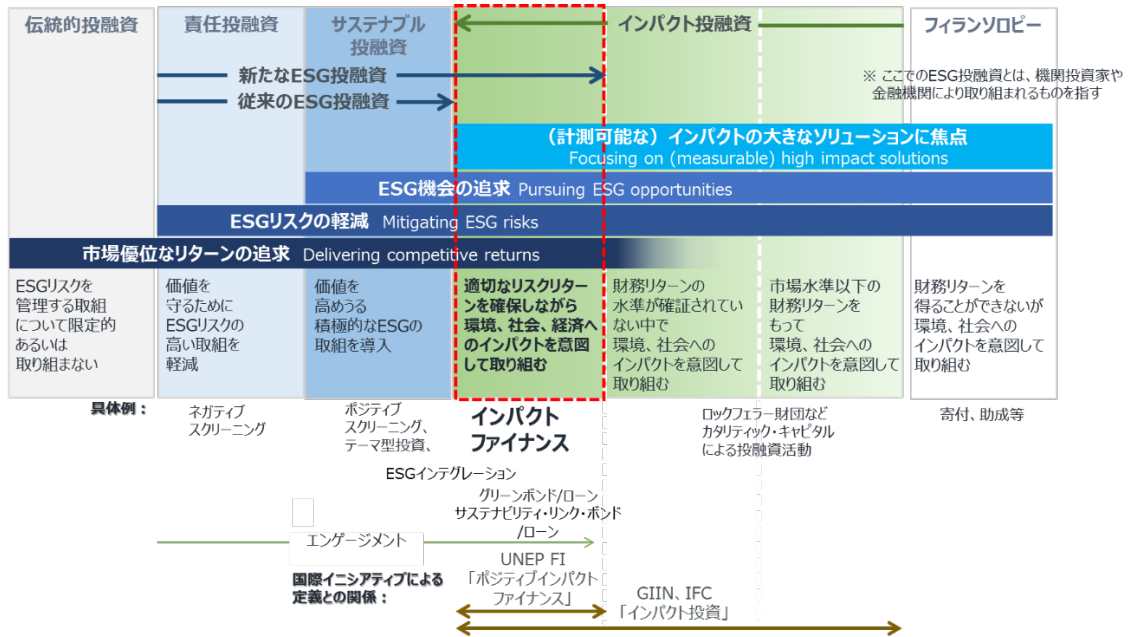 伝統的投融資
責任投融資
サステナブル
投融資
インパクト投融資
フィランソロピー
新たなESG投融資
従来のESG投融資
※ ここでのESG投融資とは、機関投資家や
金融機関により取り組まれるものを指す
（計測可能な）インパクトの大きなソリューションに焦点
Focusing on (measurable) high impact solutions
ESG機会の追求 Pursuing ESG opportunities
ESGリスクの軽減 Mitigating ESG risks
市場優位なリターンの追求 Delivering competitive returns
ESGリスクを
管理する取組
について限定的
あるいは
取り組まない
価値を
守るために
ESGリスクの
高い取組を
軽減
価値を
高めうる
積極的なESGの
取組を導入
適切なリスクリター
ンを確保しながら
環境、社会、経済へ
のインパクトを意図
して取り組む
財務リターンの
水準が確証されてい
ない中で
環境、社会への
インパクトを意図して
取り組む
市場水準以下の
財務リターンを
もって
環境、社会への
インパクトを意図して
取り組む
財務リターンを
得ることができないが
環境、社会への
インパクトを意図して
取り組む
具体例：
ネガティブ
スクリーニング
ポジティブ
スクリーニング、
テーマ型投資、
インパクト
ファイナンス
ロックフェラー財団など
カタリティック・キャピタル
による投融資活動
寄付、助成等
ESGインテグレーション
グリーンボンド/ローン
サステナビリティ・リンク・ボンド
/ローン
エンゲージメント
国際イニシアティブによる
定義との関係：
UNEP FI
「ポジティブインパクト
ファイナンス」
GIIN、IFC
「インパクト投資」